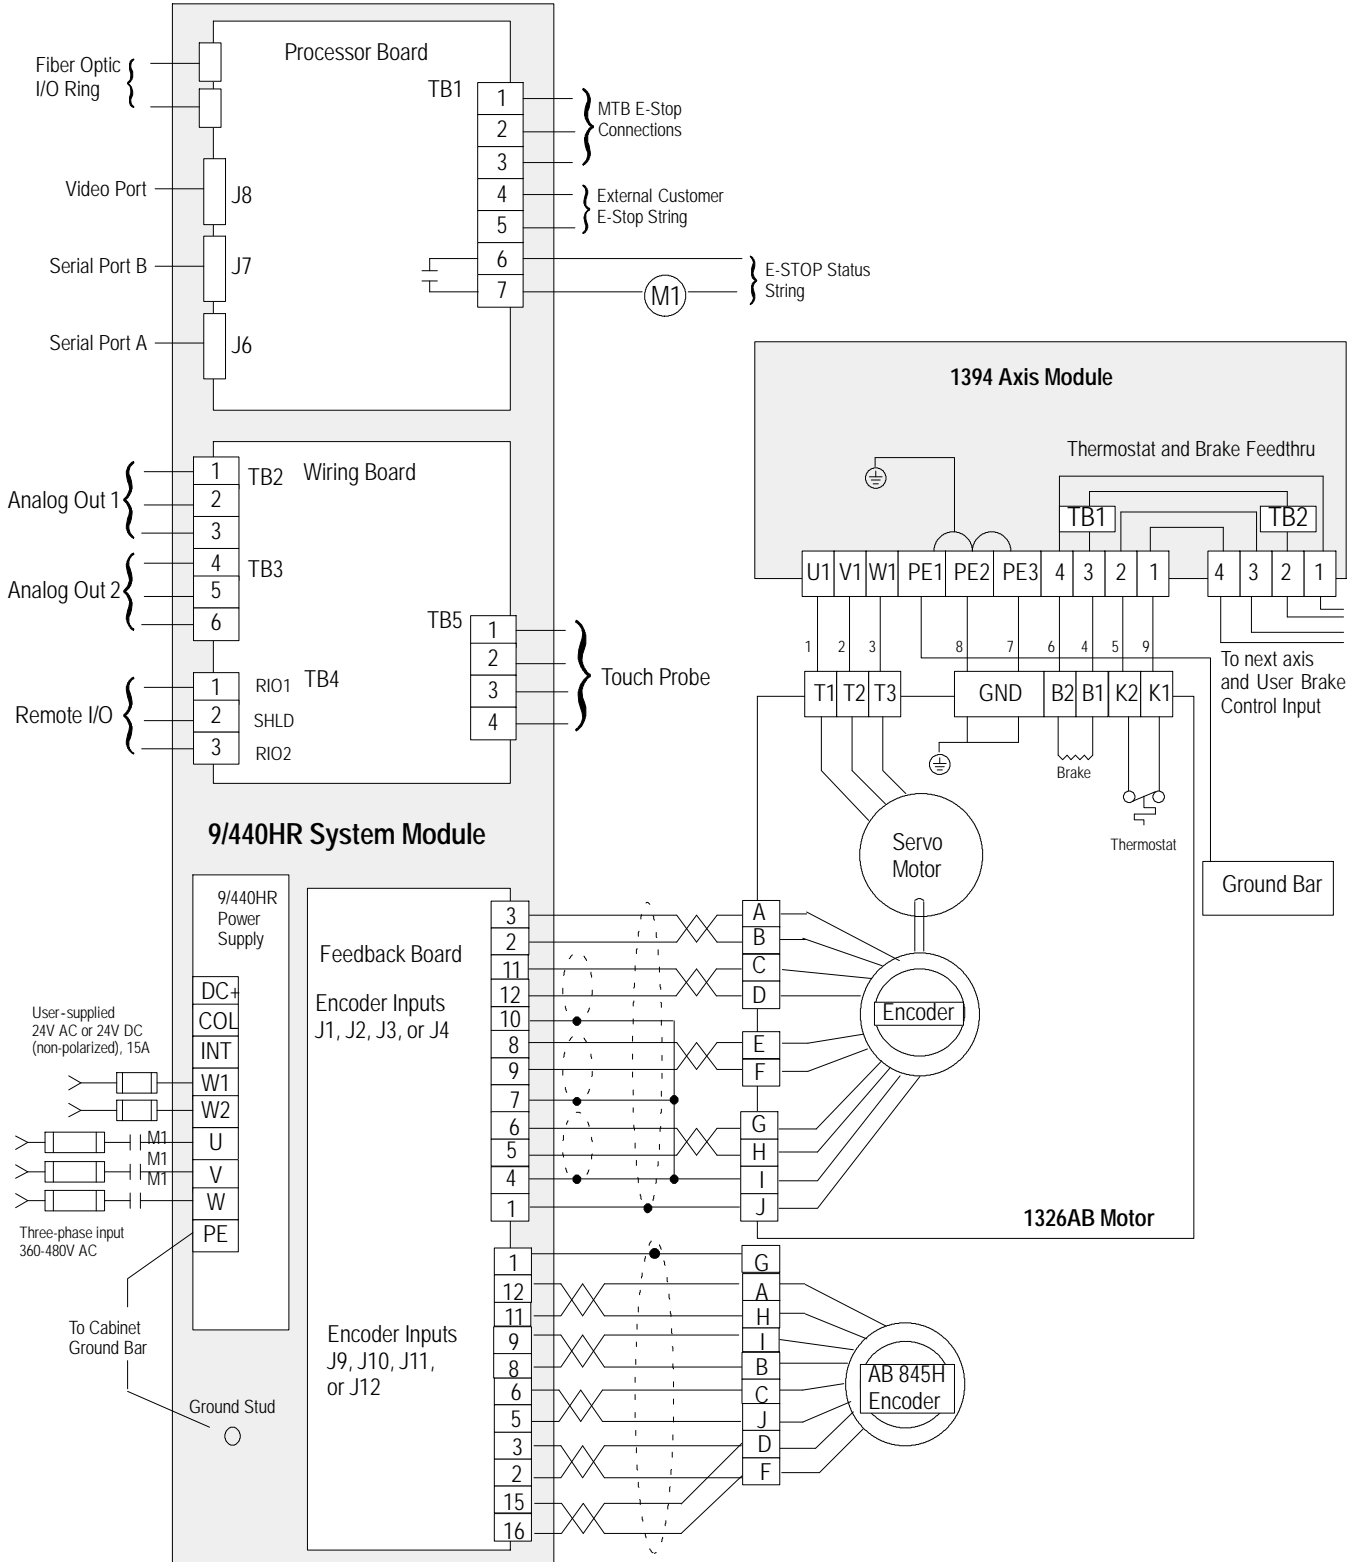 Processor Board
Fiber Optic
I/O Ring
TB1
1
2
3
4
5
6
7
MTB E-Stop
Connections
External Customer
E-Stop String
E-STOP Status
String
M1
Video Port
J8
Serial Port B
J7
Serial Port A
J6
1394 Axis Module
Thermostat and Brake Feedthru
TB1
TB2
U1 V1 W1 PE1 PE2 PE3 4 3 2 1
4 3 2 1
1 2 3 8 7 6 4 5 9
To next axis
and User Brake
Control Input
T1 T2 T3 GND B2 B1 K2 K1
Brake
Thermostat
Servo
Motor
Ground Bar
Encoder
1326AB Motor
Wiring Board
Analog Out 1
1
2
3
TB2
Analog Out 2
4
5
6
TB3
Remote I/O
1
2
3
RIO1
SHLD
RIO2
TB4
TB5
1
2
3
4
Touch Probe
9/440HR System Module
9/440HR
Power
Supply
DC+
COL
INT
W1
W2
U
V
W
PE
User-supplied
24V AC or 24V DC
(non-polarized), 15A
M1
M1
M1
Three-phase input
360-480V AC
To Cabinet
Ground Bar
Ground Stud
Feedback Board
Encoder Inputs
J1, J2, J3, or J4
3
2
11
12
10
8
9
7
6
5
4
1
A
B
C
D
E
F
G
H
I
J
Encoder Inputs
J9, J10, J11,
or J12
1
12
11
9
8
6
5
3
2
15
16
G
A
H
I
B
C
J
D
F
AB 845H
Encoder